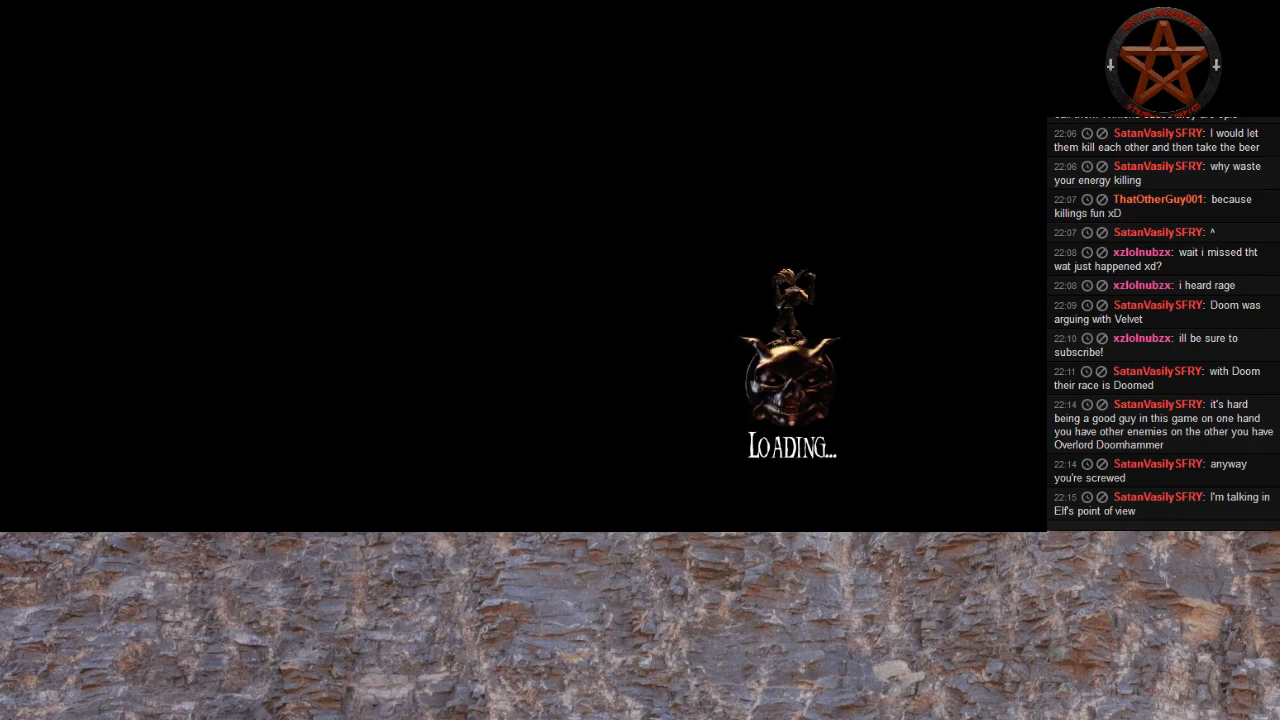 LOADING...
22:06 SatanVasilySFRY: I would let
them kill each other and then take the beer
22:06 SatanVasilySFRY: why waste
your energy killing
22:07 ThatOtherGuy001: because
killings fun xD
22:07 SatanVasilySFRY: ^
22:08 xzlolnubzx: wait i missed tht
wat just happened xd?
22:08 xzlolnubzx: i heard rage
22:09 SatanVasilySFRY: Doom was
arguing with Velvet
22:10 xzlolnubzx: ill be sure to
subscribe!
22:11 SatanVasilySFRY: with Doom
their race is Doomed
22:14 SatanVasilySFRY: it's hard
being a good guy in this game on one hand
you have other enemies on the other you have
Overlord Doomhammer
22:14 SatanVasilySFRY: anyway
you're screwed
22:15 SatanVasilySFRY: I'm talking in
Elf's point of view